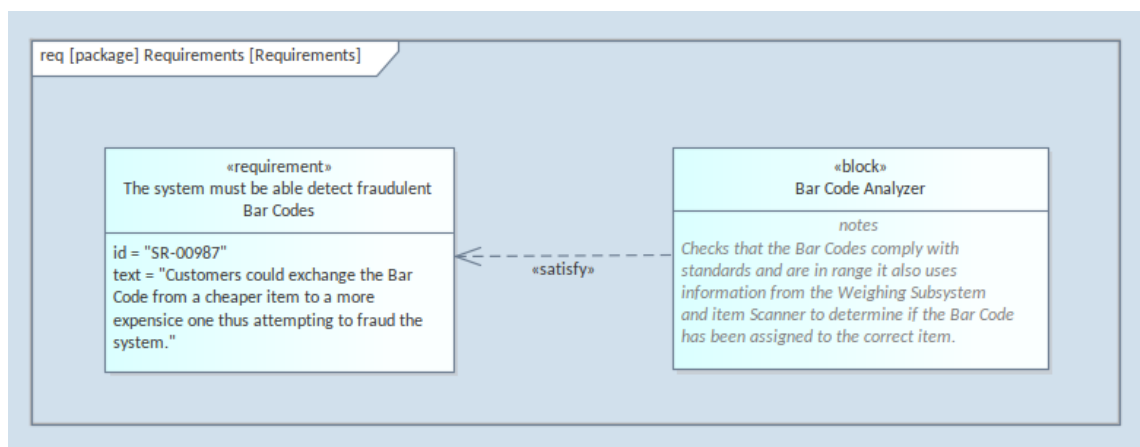 req [package] Requirements [Requirements]
«requirement»
The system must be able detect fraudulent
Bar Codes
id = "SR-00987"
text = "Customers could exchange the Bar
Code from a cheaper item to a more
expensice one thus attempting to fraud the
system."
«satisfy»
«block»
Bar Code Analyzer
notes
Checks that the Bar Codes comply with
standards and are in range it also uses
information from the Weighing Subsystem
and item Scanner to determine if the Bar Code
has been assigned to the correct item.